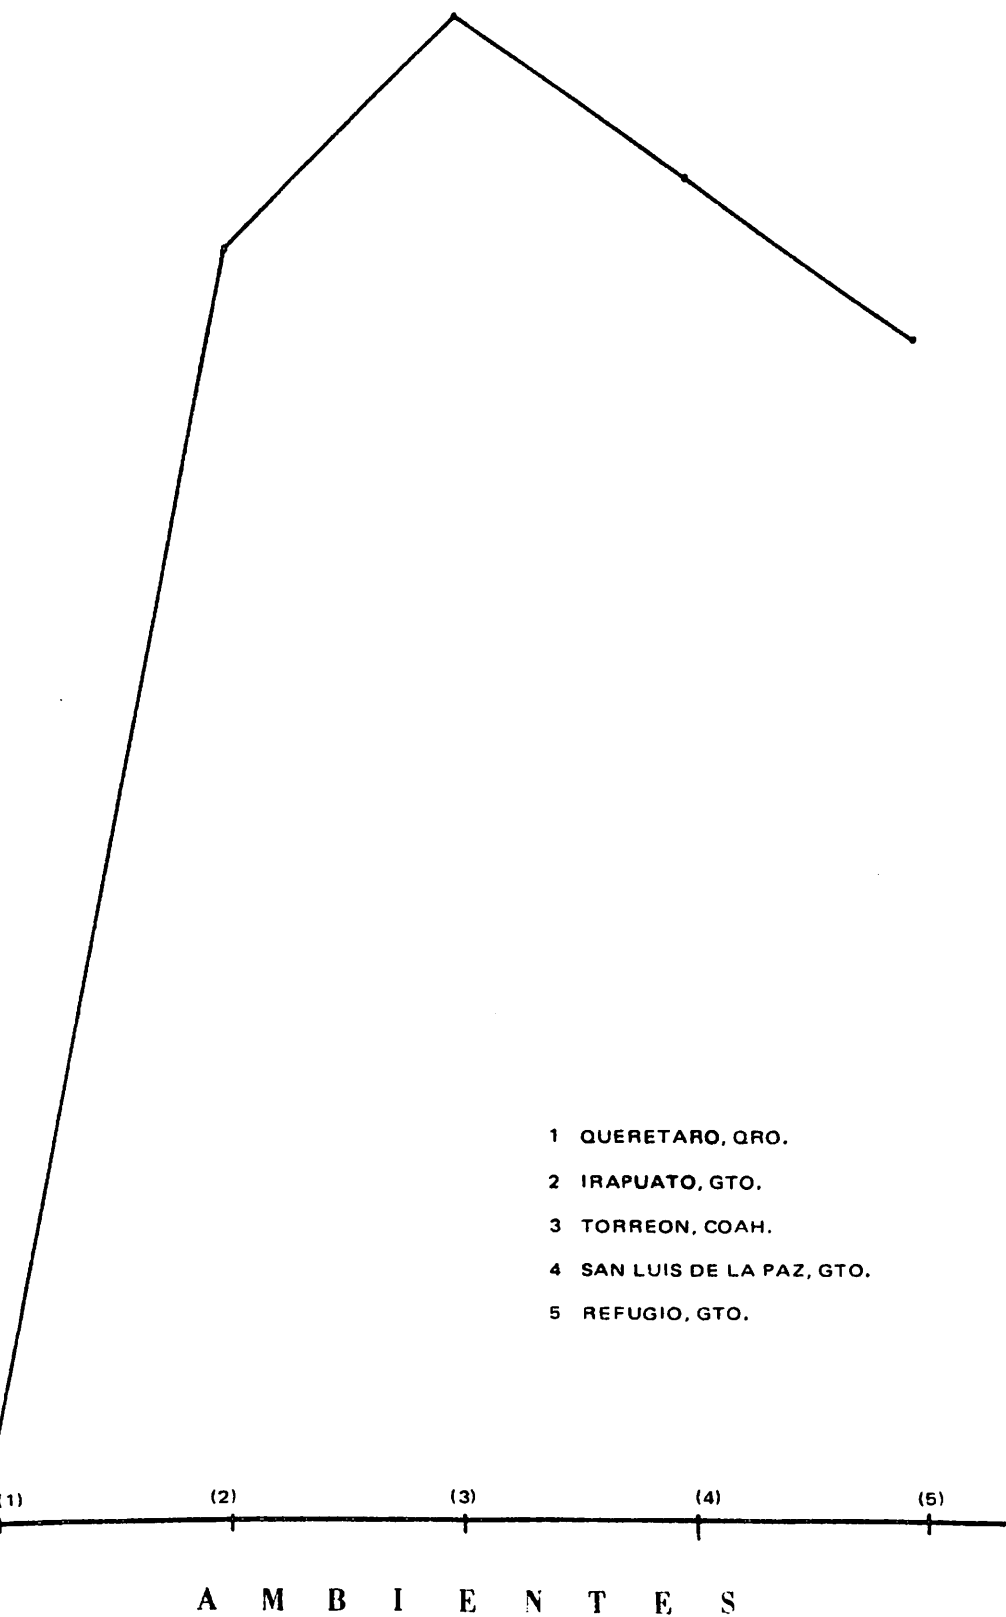 1 QUERETARO, QRO.
2 IRAPUATO, GTO.
3 TORREON, COAH.
4 SAN LUIS DE LA PAZ, GTO.
5 REFUGIO, GTO.
(1) (2) (3) (4) (5)
A M B I E N T E S